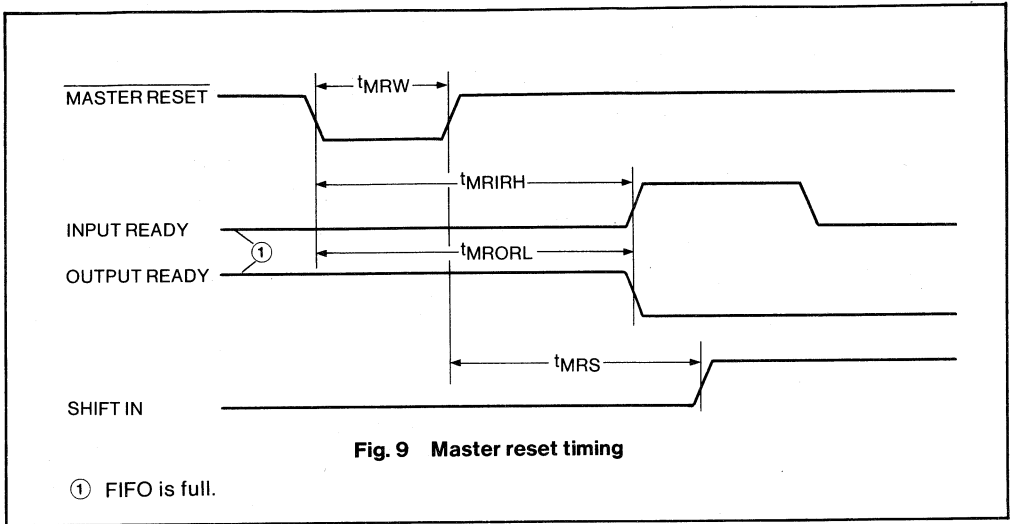 tMRW
MASTER RESET
tMRIRH
INPUT READY
①
tMRORL
OUTPUT READY
tMRS
SHIFT IN
Fig. 9 Master reset timing
① FIFO is full.